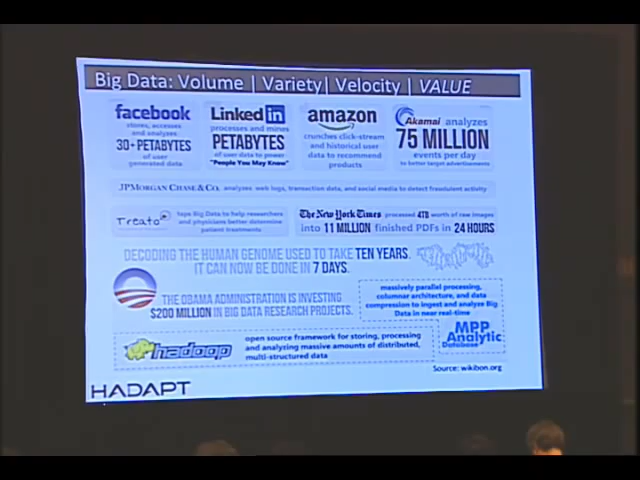 Big Data: Volume | Variety| Velocity | VALUE
facebook
stores, accesses
and analyzes
30+ PETABYTES
of user
generated data
Linked in
processes and mines
PETABYTES
of user data to power
"People You May Know"
amazon
crunches click-stream
and historical user
data to recommend
products
Akamai analyzes
75 MILLION
events per day
to better target advertisements
JPMORGAN CHASE & CO. analyzes web logs, transaction data, and social media to detect fraudulent activity
Treato
taps Big Data to help researchers
and physicians better determine
patient treatments
The New York Times processed 4TB worth of raw images
into 11 MILLION finished PDFs in 24 HOURS
DECODING THE HUMAN GENOME USED TO TAKE TEN YEARS.
IT CAN NOW BE DONE IN 7 DAYS.
THE OBAMA ADMINISTRATION IS INVESTING
$200 MILLION IN BIG DATA RESEARCH PROJECTS.
massively parallel processing,
columnar architecture, and data
compression to ingest and analyze Big
Data in near real-time
MPP
Analytic
Database
hadoop
open source framework for storing, processing
and analyzing massive amounts of distributed,
multi-structured data
Source: wikibon.org
HADAPT